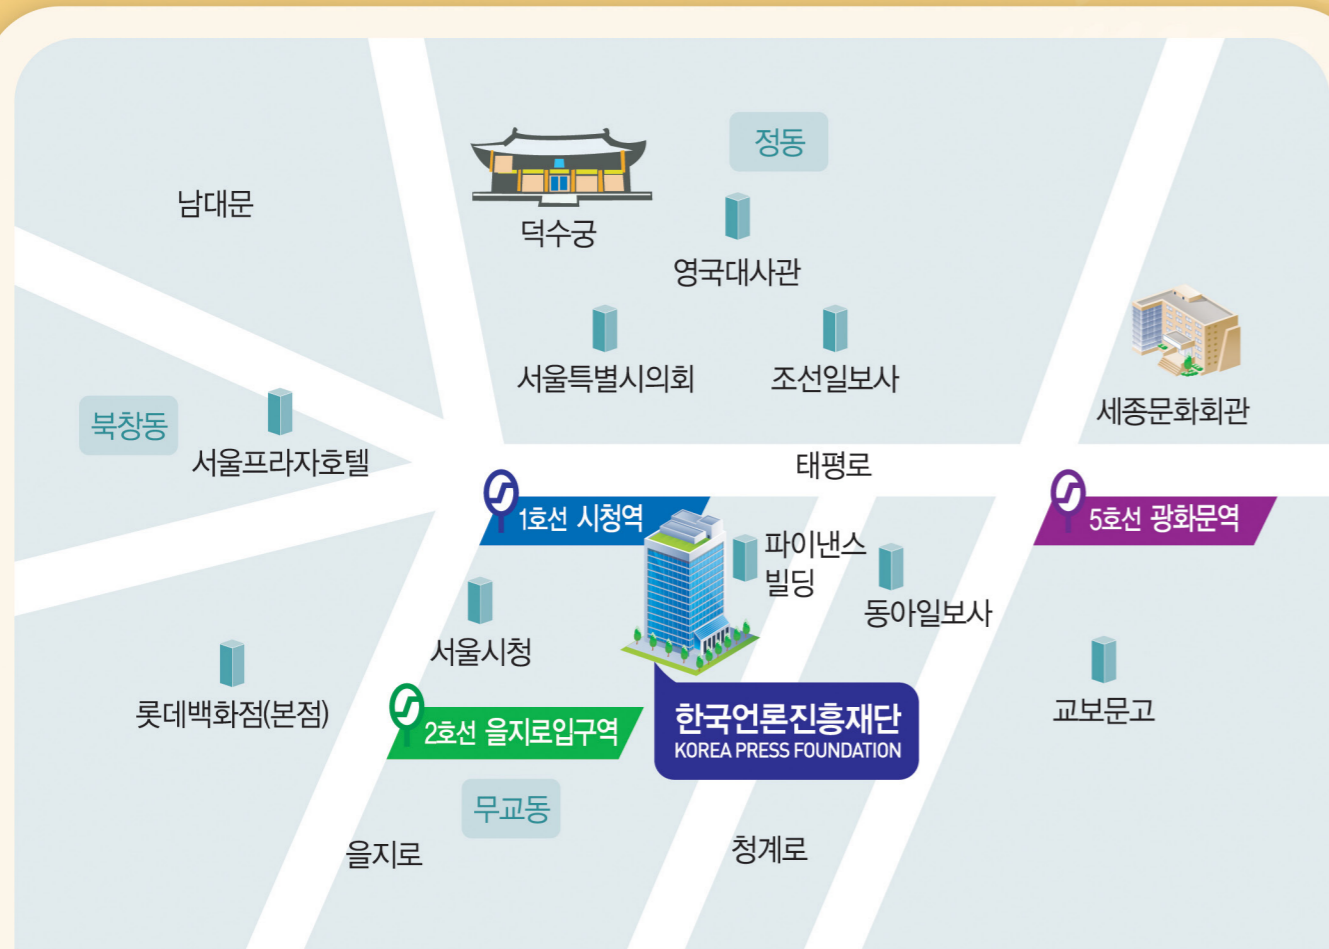 정동
남대문
덕수궁
영국대사관
서울특별시의회
조선일보사
세종문화회관
북창동
서울프라자호텔
태평로
1호선 시청역
5호선 광화문역
파이낸스
빌딩
동아일보사
서울시청
롯데백화점(본점)
2호선 을지로입구역
한국언론진흥재단
KOREA PRESS FOUNDATION
교보문고
무교동
을지로
청계로